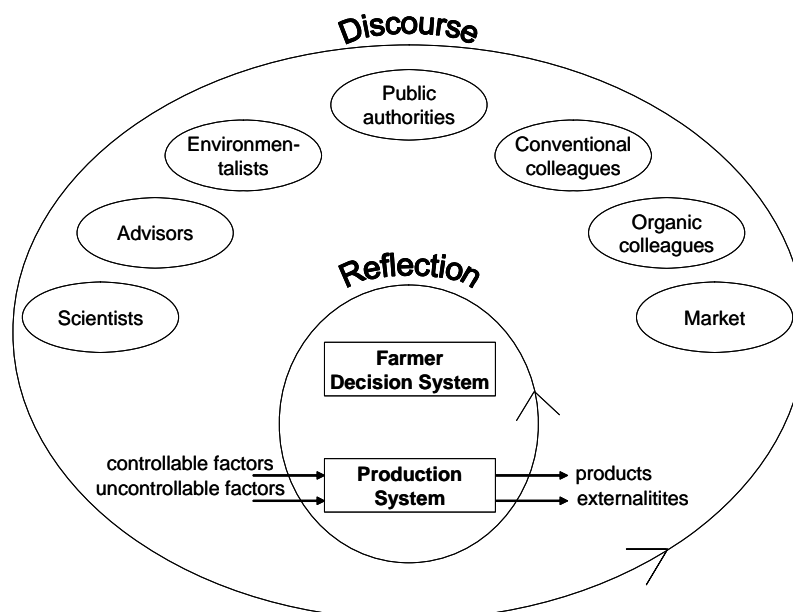 Discourse
Public
authorities
Environmen-
talists
Conventional
colleagues
Advisors
Organic
colleagues
Scientists
Reflection
Market
Farmer
Decision System
controllable factors
uncontrollable factors
Production
System
products
externalitites